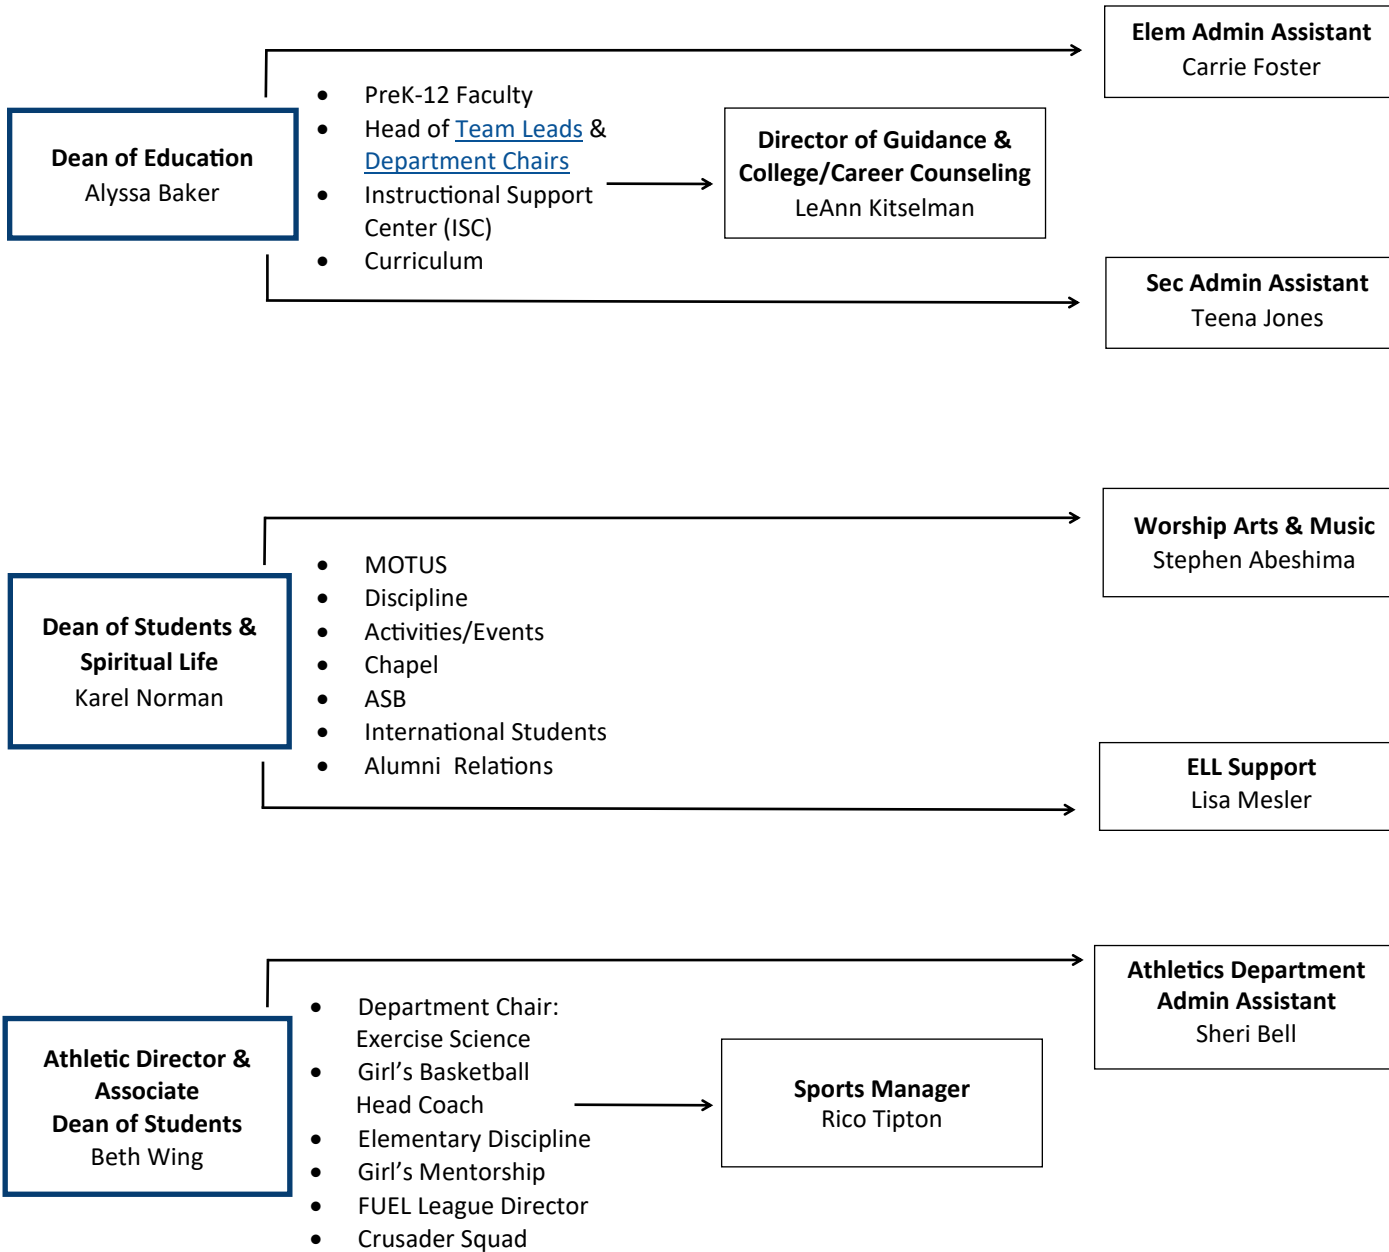 Elem Admin Assistant
Carrie Foster
• PreK-12 Faculty
• Head of Team Leads &
Department Chairs
• Instructional Support
Center (ISC)
• Curriculum
Dean of Education
Alyssa Baker
Director of Guidance &
College/Career Counseling
LeAnn Kitselman
Sec Admin Assistant
Teena Jones
Worship Arts & Music
Stephen Abeshima
• MOTUS
• Discipline
• Activities/Events
• Chapel
• ASB
• International Students
• Alumni  Relations
Dean of Students &
Spiritual Life
Karel Norman
ELL Support
Lisa Mesler
Athletics Department
Admin Assistant
Sheri Bell
• Department Chair:
Exercise Science
• Girl's Basketball
Head Coach
• Elementary Discipline
• Girl's Mentorship
• FUEL League Director
• Crusader Squad
Athletic Director &
Associate
Dean of Students
Beth Wing
Sports Manager
Rico Tipton